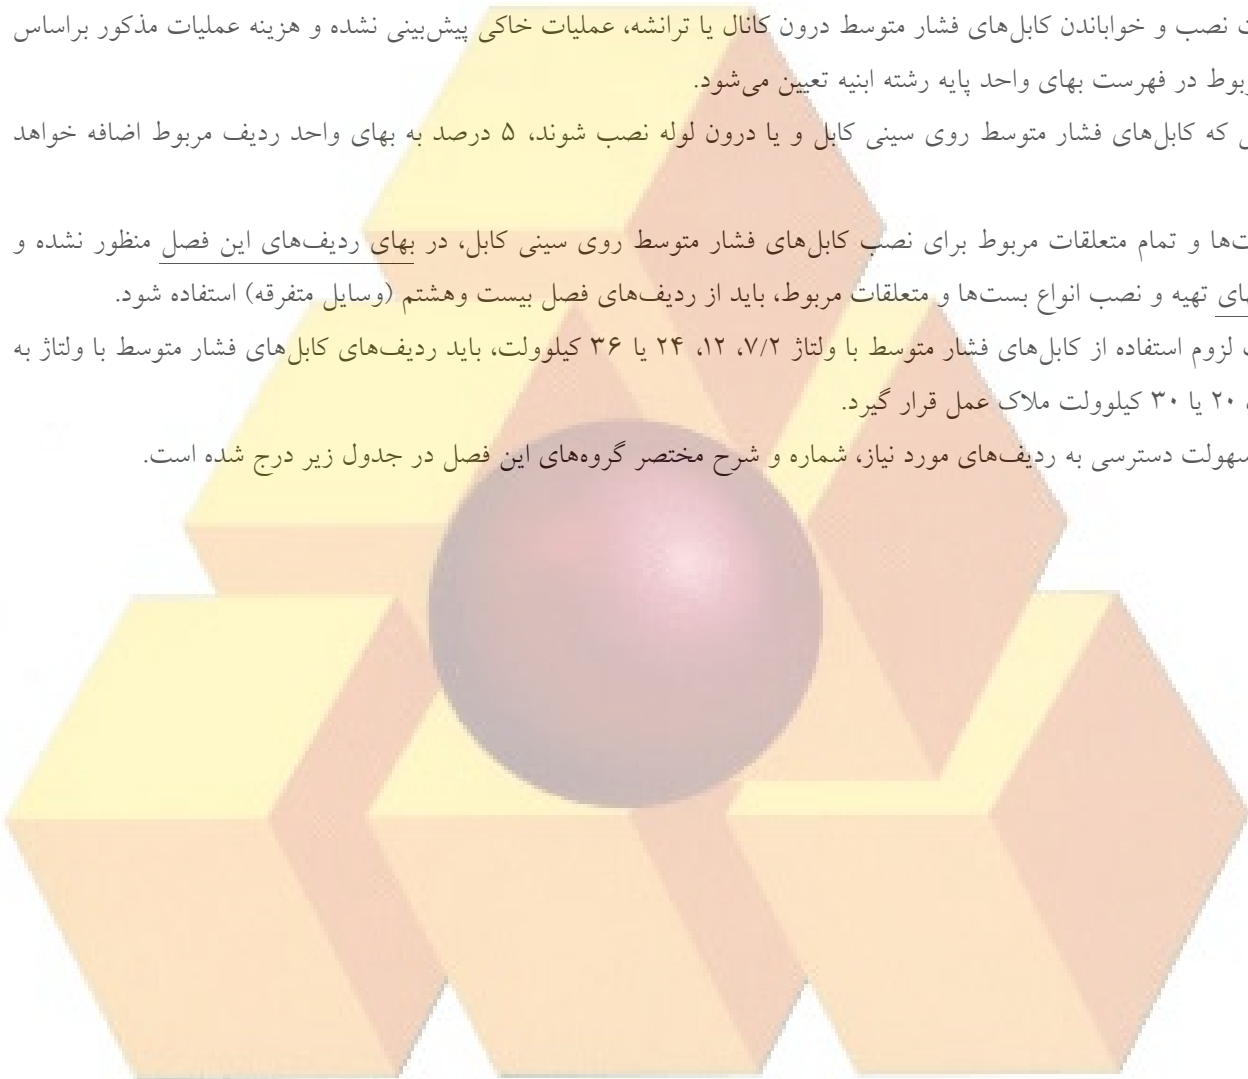 نصب و خواباندن کابل‌های فشار متوسط درون کانال یا ترانشه، عملیات خاکی پیش‌بینی نشده و هزینه عملیات مذکور براساس
در فهرست بهای واحد پایه رشته ابنیه تعیین می‌شود.
که کابل‌های فشار متوسط روی سینی کابل و یا درون لوله نصب شوند، ۵ درصد به بهای واحد ردیف مربوط اضافه خواهد
و تمام متعلقات مربوط برای نصب کابل‌های فشار متوسط روی سینی کابل، در بهای ردیف‌های این فصل منظور نشده و
تهیه و نصب انواع بست‌ها و متعلقات مربوط، باید از ردیف‌های فصل بیست وهشتم (وسایل متفرقه) استفاده شود.
لزوم استفاده از کابل‌های فشار متوسط با ولتاژ ۷/۲، ۱۲، ۲۴ یا ۳۶ کیلوولت، باید ردیف‌های کابل‌های فشار متوسط با ولتاژ به
، ۲۰ یا ۳۰ کیلوولت ملاک عمل قرار گیرد.
سهولت دسترسی به ردیف‌های مورد نیاز، شماره و شرح مختصر گروه‌های این فصل در جدول زیر درج شده است.